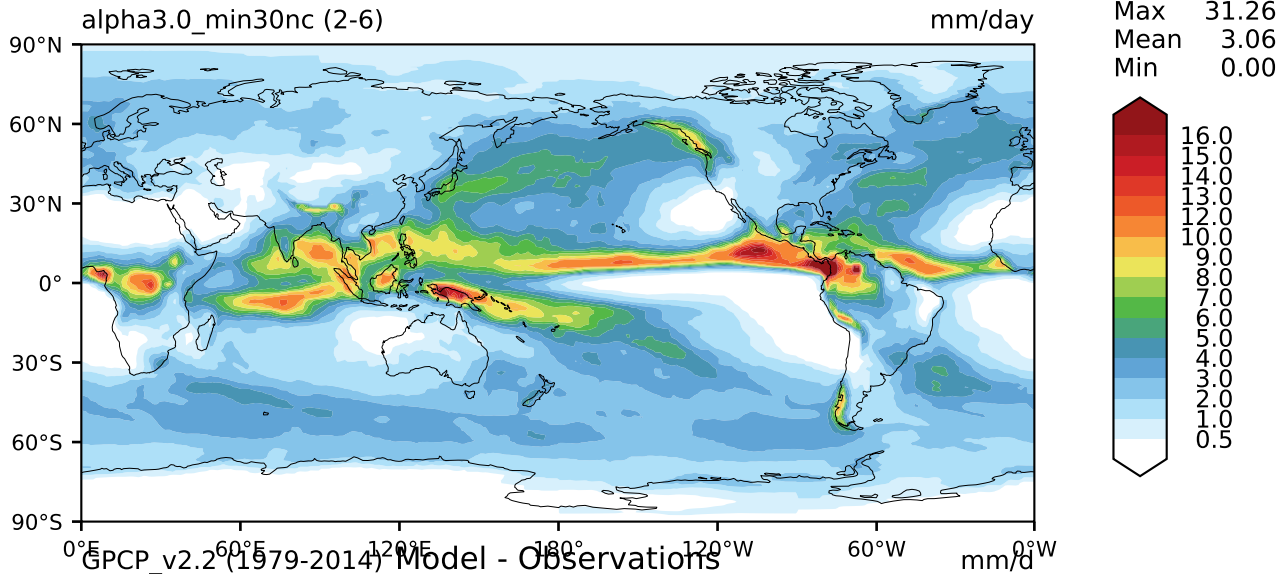 alpha3.0_min30nc (2-6) mm/day
Max 31.26
Mean 3.06
Min 0.00
90°N
60°N
30°N
0°
30°S
60°S
90°S
16.0
15.0
14.0
13.0
12.0
10.0
9.0
8.0
7.0
6.0
5.0
4.0
3.0
2.0
1.0
0.5
0°E 60°E 120°E 180° 120°W 60°W 0°W
GPCP_v2.2 (1979-2014) Model - Observations mm/d